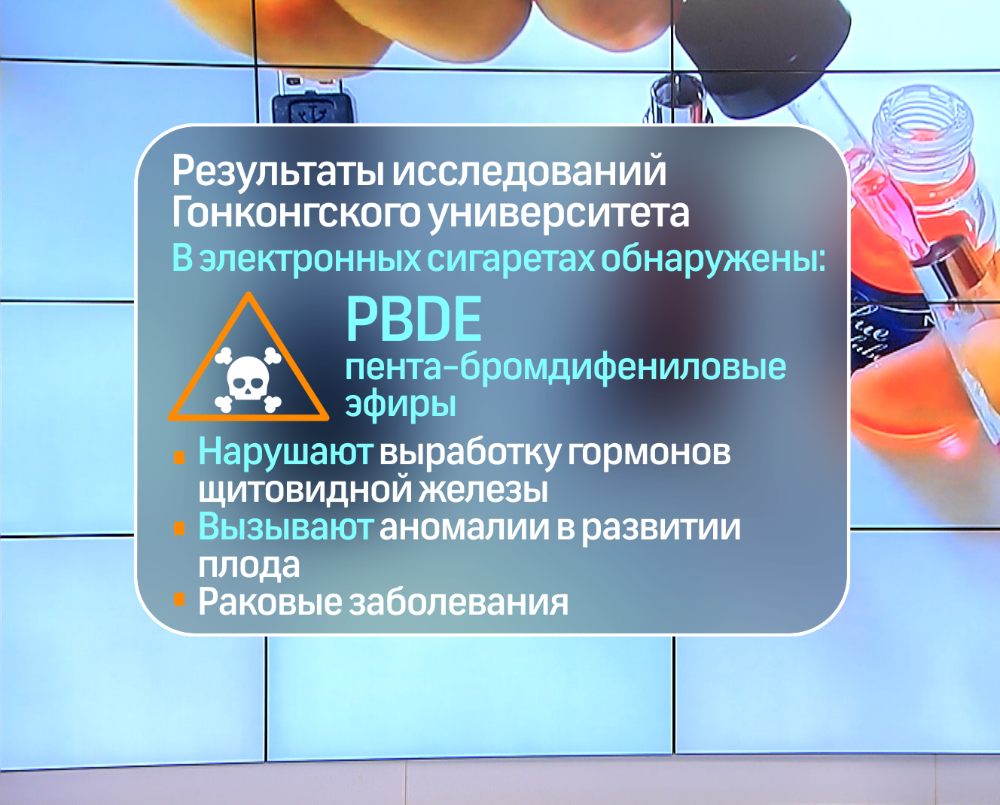 Результаты исследований
Гонконгского университета
В электронных сигаретах обнаружены:
PBDE
пента-бромдифениловые
эфиры
Нарушают выработку гормонов
щитовидной железы
Вызывают аномалии в развитии
плода
Раковые заболевания